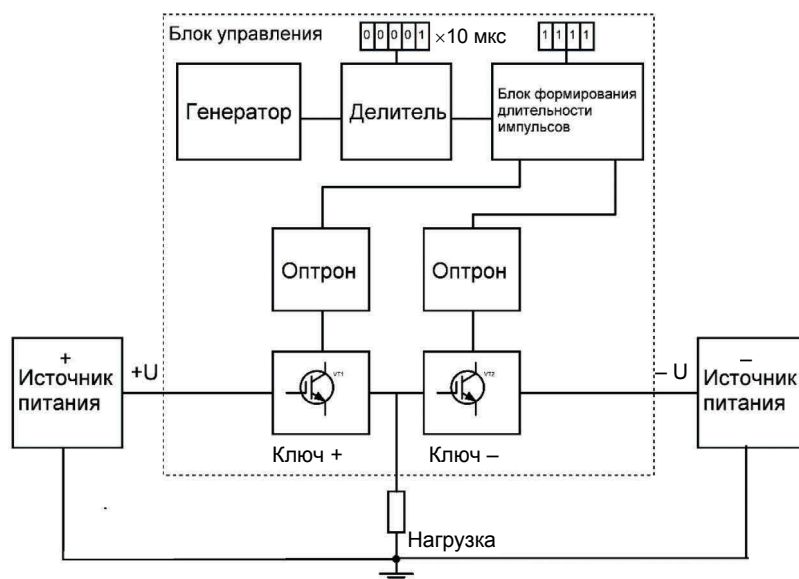 Блок управления
0 0 0 0 1 ×10 мкс
1 1 1 1
Генератор
Делитель
Блок формирования
длительности
импульсов
Оптрон
Оптрон
+
Источник
питания
+U
VT1
VT2
– U
–
Источник
питания
Ключ +
Ключ –
Нагрузка